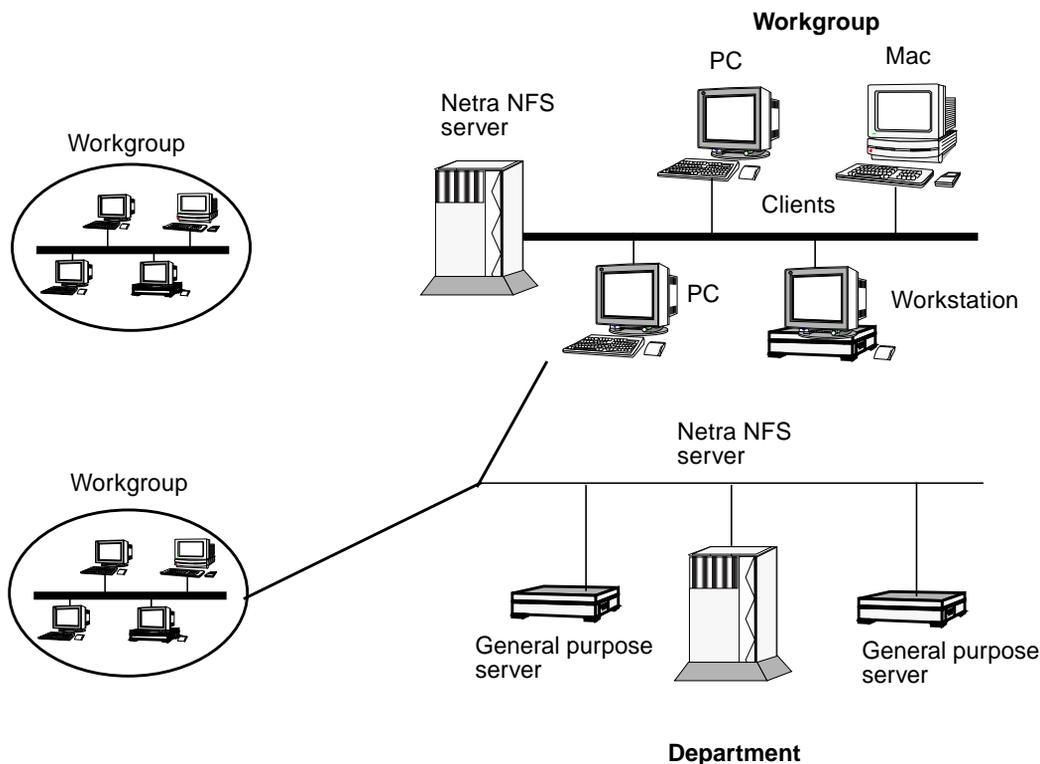 Workgroup
PC
Mac
Netra NFS
server
Workgroup
Clients
PC
Workstation
Netra NFS
server
Workgroup
General purpose
server
General purpose
server
Department